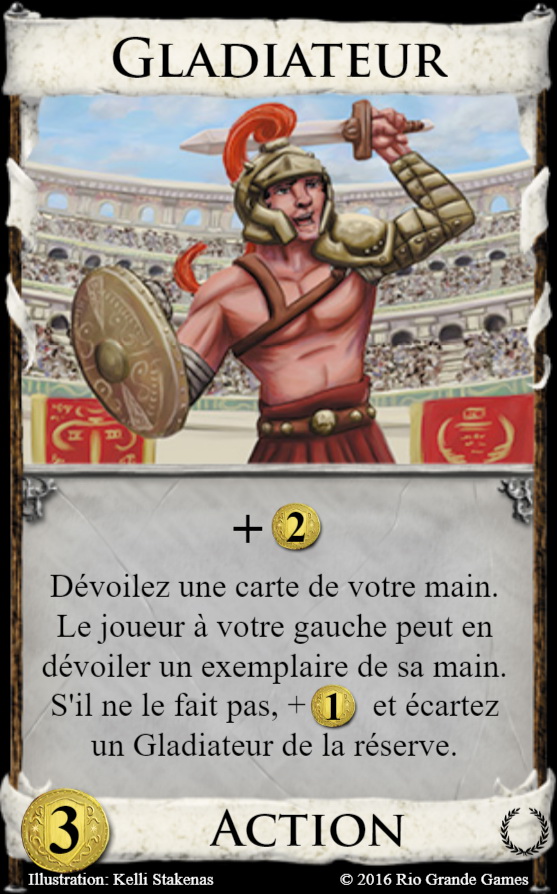 GLADIATEUR
+ 2
Dévoilez une carte de votre main.
Le joueur à votre gauche peut en
dévoiler un exemplaire de sa main.
S'il ne le fait pas, + 1 et écartez
un Gladiateur de la réserve.
3 ACTION
Illustration: Kelli Stakenas © 2016 Rio Grande Games